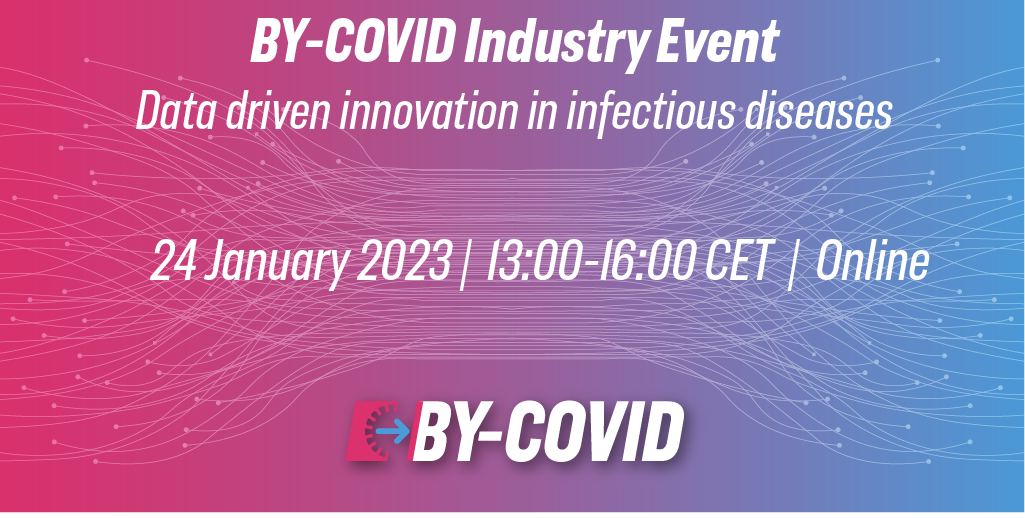 BY-COVID Industry Event
Data driven innovation in infectious diseases
24 January 2023 | 13:00-16:00 CET | Online
BY-COVID